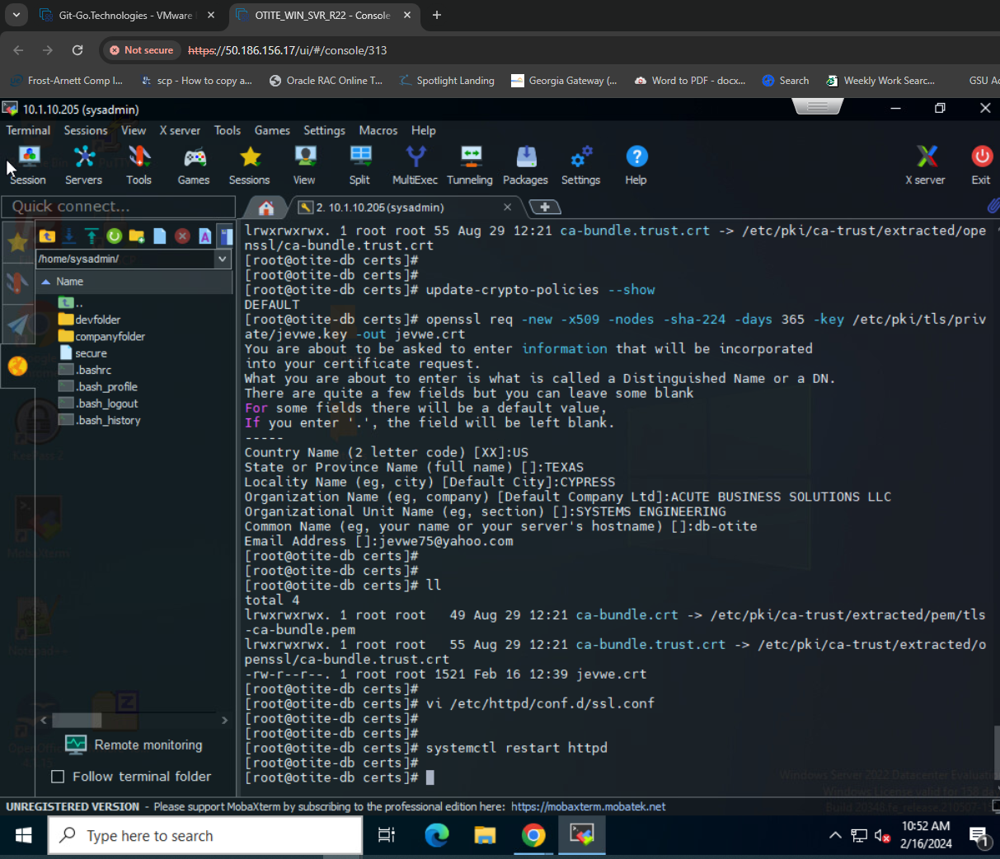 Git-Go.Technologies - VMware
OTITE_WIN_SVR_R22 - Console
Not secure https://50.186.156.17/ui/#/console/313
Frost-Arnett Comp I... scp - How to copy a... Oracle RAC Online T... Spotlight Landing Georgia Gateway (... Word to PDF - docx... Search Weekly Work Searc... GSU Ac
10.1.10.205 (sysadmin)
Terminal Sessions View X server Tools Games Settings Macros Help
Session Servers Tools Games Sessions View Split MultiExec Tunneling Packages Settings Help X server Exit
Quick connect...
2. 10.1.10.205 (sysadmin)
/home/sysadmin/
Name
..
devfolder
companyfolder
secure
.bashrc
.bash_profile
.bash_logout
.bash_history
KeePass 2
MobaXterm
Notepad++
Remote monitoring
Follow terminal folder
lrwxrwxrwx. 1 root root 55 Aug 29 12:21 ca-bundle.trust.crt -> /etc/pki/ca-trust/extracted/ope
nssl/ca-bundle.trust.crt
[root@otite-db certs]#
[root@otite-db certs]#
[root@otite-db certs]# update-crypto-policies --show
DEFAULT
[root@otite-db certs]# openssl req -new -x509 -nodes -sha-224 -days 365 -key /etc/pki/tls/priv
ate/jevwe.key -out jevwe.crt
You are about to be asked to enter information that will be incorporated
into your certificate request.
What you are about to enter is what is called a Distinguished Name or a DN.
There are quite a few fields but you can leave some blank
For some fields there will be a default value,
If you enter '.', the field will be left blank.
-----
Country Name (2 letter code) [XX]:US
State or Province Name (full name) []:TEXAS
Locality Name (eg, city) [Default City]:CYPRESS
Organization Name (eg, company) [Default Company Ltd]:ACUTE BUSINESS SOLUTIONS LLC
Organizational Unit Name (eg, section) []:SYSTEMS ENGINEERING
Common Name (eg, your name or your server's hostname) []:db-otite
Email Address []:jevwe75@yahoo.com
[root@otite-db certs]#
[root@otite-db certs]#
[root@otite-db certs]# ll
total 4
lrwxrwxrwx. 1 root root   49 Aug 29 12:21 ca-bundle.crt -> /etc/pki/ca-trust/extracted/pem/tls
-ca-bundle.pem
lrwxrwxrwx. 1 root root   55 Aug 29 12:21 ca-bundle.trust.crt -> /etc/pki/ca-trust/extracted/o
penssl/ca-bundle.trust.crt
-rw-r--r--. 1 root root 1521 Feb 16 12:39 jevwe.crt
[root@otite-db certs]#
[root@otite-db certs]# vi /etc/httpd/conf.d/ssl.conf
[root@otite-db certs]#
[root@otite-db certs]#
[root@otite-db certs]# systemctl restart httpd
[root@otite-db certs]#
[root@otite-db certs]#
Windows Server 2022 Datacenter Evaluati
Windows License valid for 158 da
UNREGISTERED VERSION - Please support MobaXterm by subscribing to the professional edition here: https://mobaxterm.mobatek.net
Type here to search
10:52 AM
2/16/2024
1